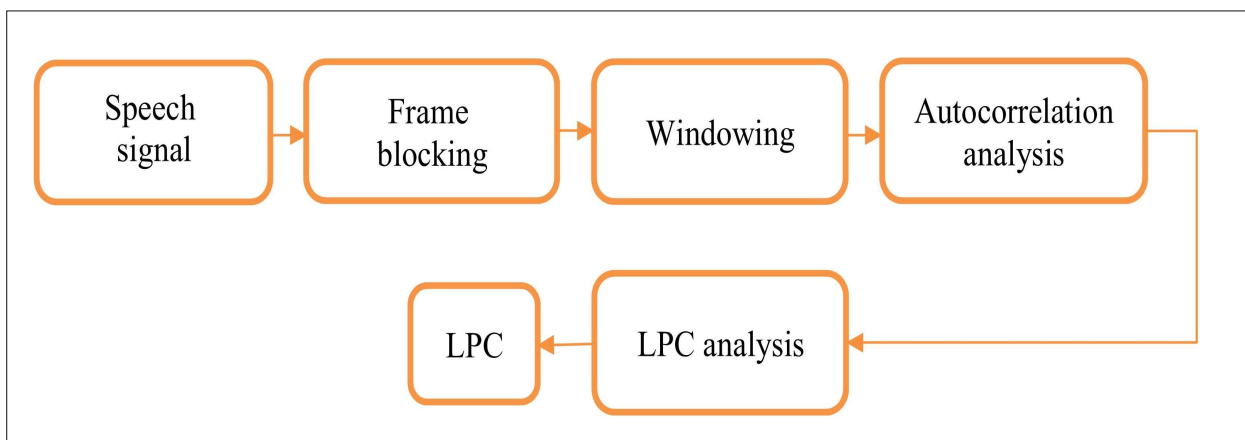 Speech
signal
Frame
blocking
Windowing
Autocorrelation
analysis
LPC analysis
LPC